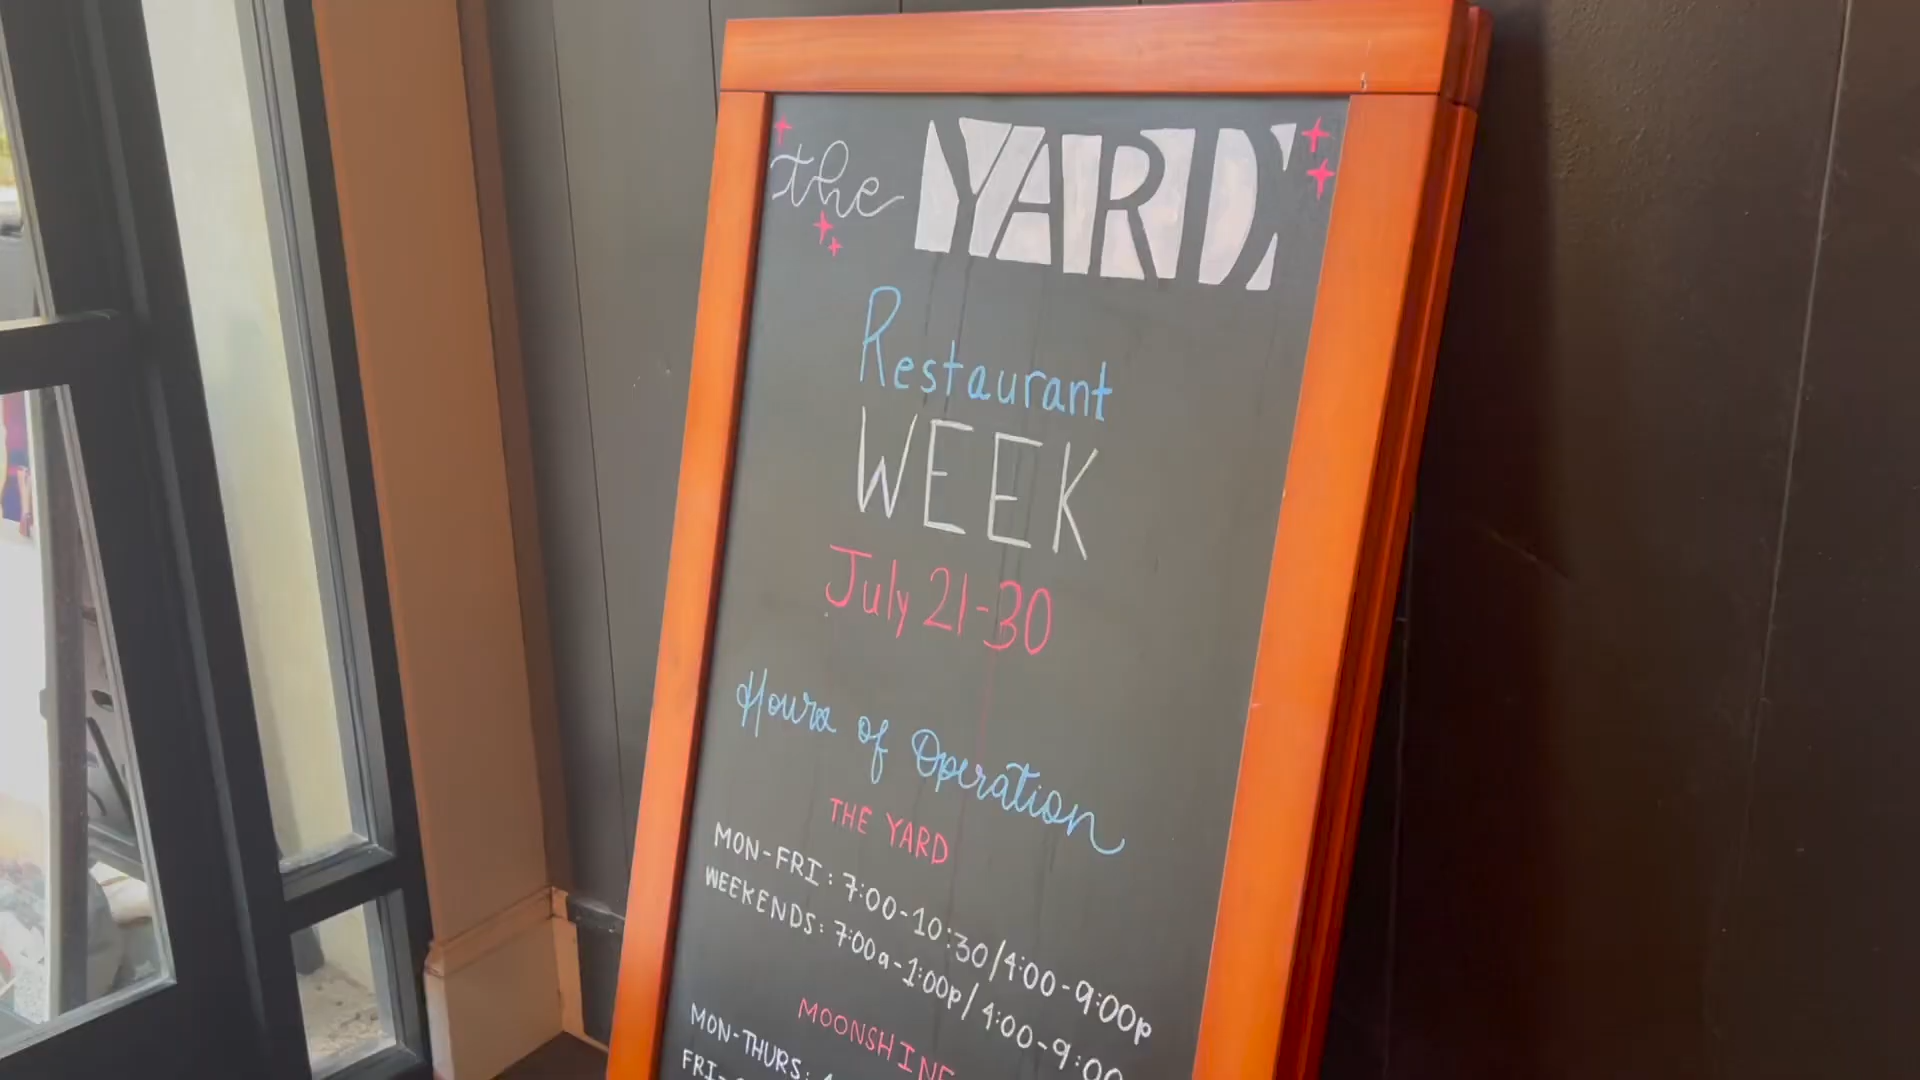 the YARD
Restaurant
WEEK
July 21-30
Hours of Operation
THE YARD
MON-FRI: 7:00-10:30/4:00-9:00p
WEEKENDS: 7:00a-1:00p/4:00-9:00
MOONSHINE
MON-THURS:
FRI-